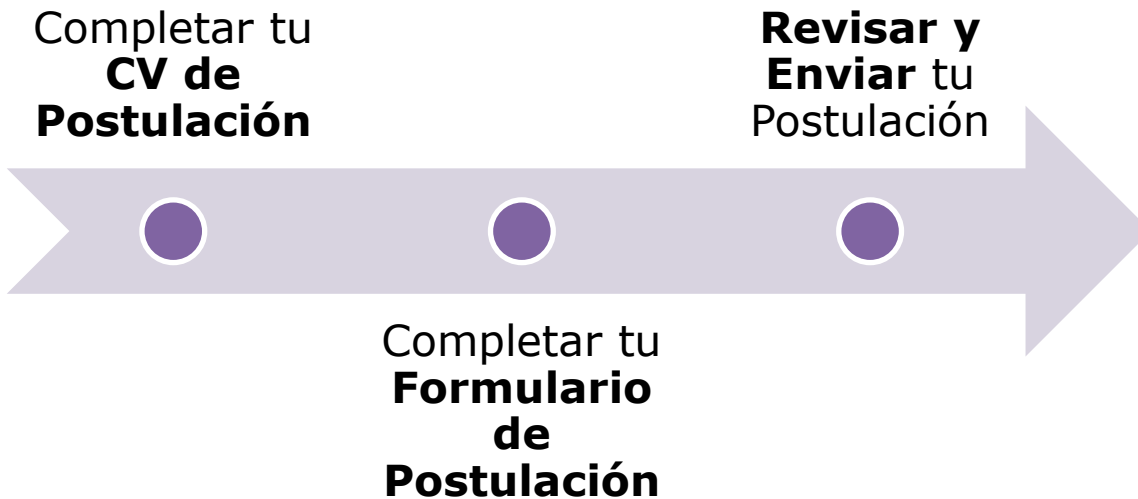 Completar tu
CV de
Postulación
Completar tu
Formulario
de
Postulación
Revisar y
Enviar tu
Postulación